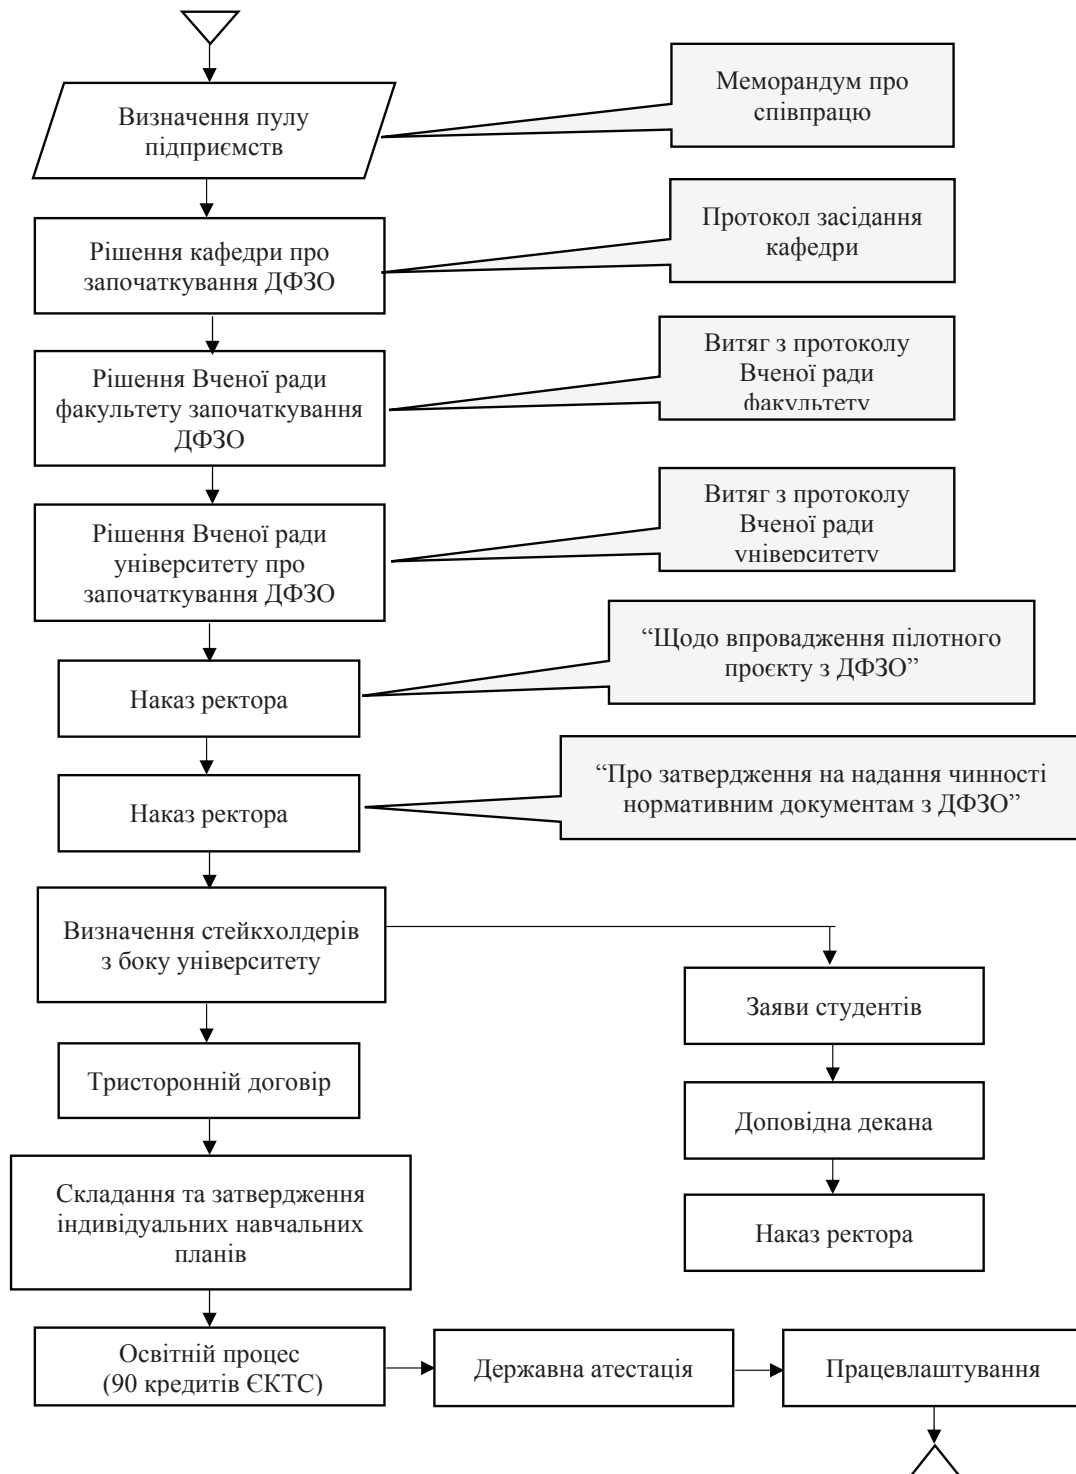 Визначення пулу
підприємств
Меморандум про
співпрацю
Рішення кафедри про
започаткування ДФЗО
Протокол засідання
кафедри
Рішення Вченої ради
факультету започаткування
ДФЗО
Витяг з протоколу
Вченої ради
факультету
Рішення Вченої ради
університету про
започаткування ДФЗО
Витяг з протоколу
Вченої ради
університету
Наказ ректора
“Щодо впровадження пілотного
проєкту з ДФЗО”
Наказ ректора
“Про затвердження на надання чинності
нормативним документам з ДФЗО”
Визначення стейкхолдерів
з боку університету
Заяви студентів
Тристоронній договір
Доповідна декана
Складання та затвердження
індивідуальних навчальних
планів
Наказ ректора
Освітній процес
(90 кредитів ЄКТС)
Державна атестація
Працевлаштування